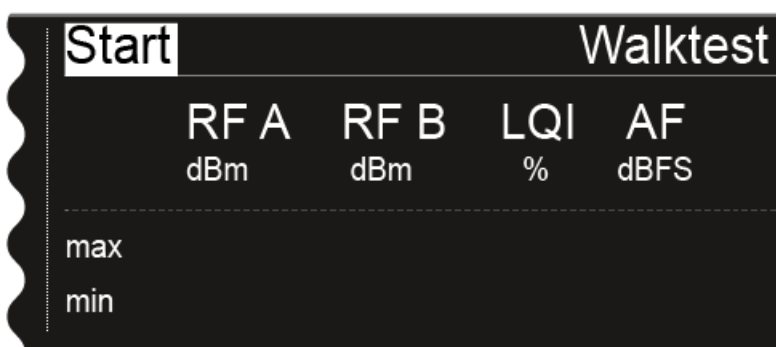 Start Walktest
RF A RF B LQI AF
dBm dBm % dBFS
max
min